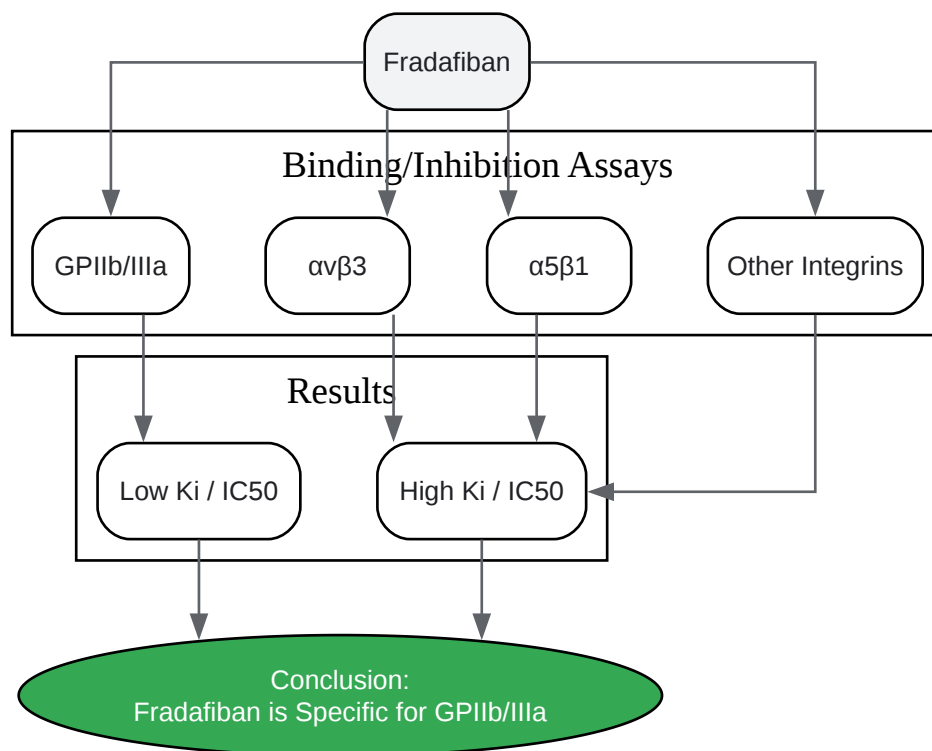 Fradafiban
Binding/Inhibition Assays
GPIIb/IIIa
αvβ3
α5β1
Other Integrins
Results
Low Ki / IC50
High Ki / IC50
Conclusion:
Fradafiban is Specific for GPIIb/IIIa